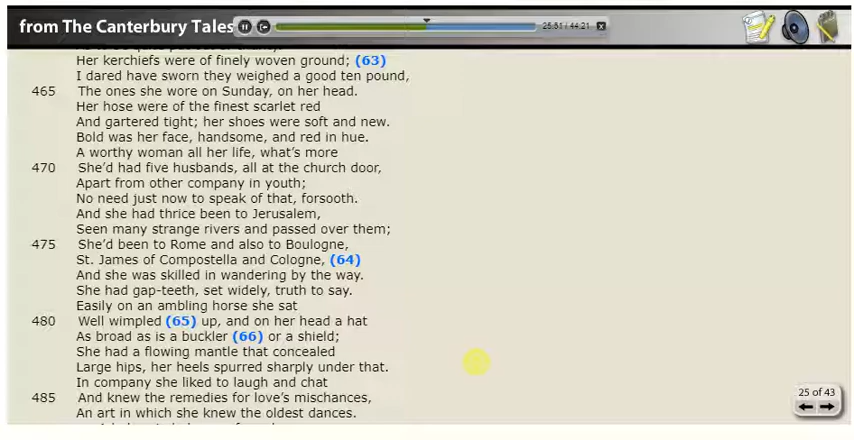 from The Canterbury Tales
25:51 / 44:21
Her kerchiefs were of finely woven ground; (63)
I dared have sworn they weighed a good ten pound,
465 The ones she wore on Sunday, on her head.
Her hose were of the finest scarlet red
And gartered tight; her shoes were soft and new.
Bold was her face, handsome, and red in hue.
A worthy woman all her life, what's more
470 She'd had five husbands, all at the church door,
Apart from other company in youth;
No need just now to speak of that, forsooth.
And she had thrice been to Jerusalem,
Seen many strange rivers and passed over them;
475 She'd been to Rome and also to Boulogne,
St. James of Compostella and Cologne, (64)
And she was skilled in wandering by the way.
She had gap-teeth, set widely, truth to say.
Easily on an ambling horse she sat
480 Well wimpled (65) up, and on her head a hat
As broad as is a buckler (66) or a shield;
She had a flowing mantle that concealed
Large hips, her heels spurred sharply under that.
In company she liked to laugh and chat
485 And knew the remedies for love's mischances,
An art in which she knew the oldest dances.
25 of 43